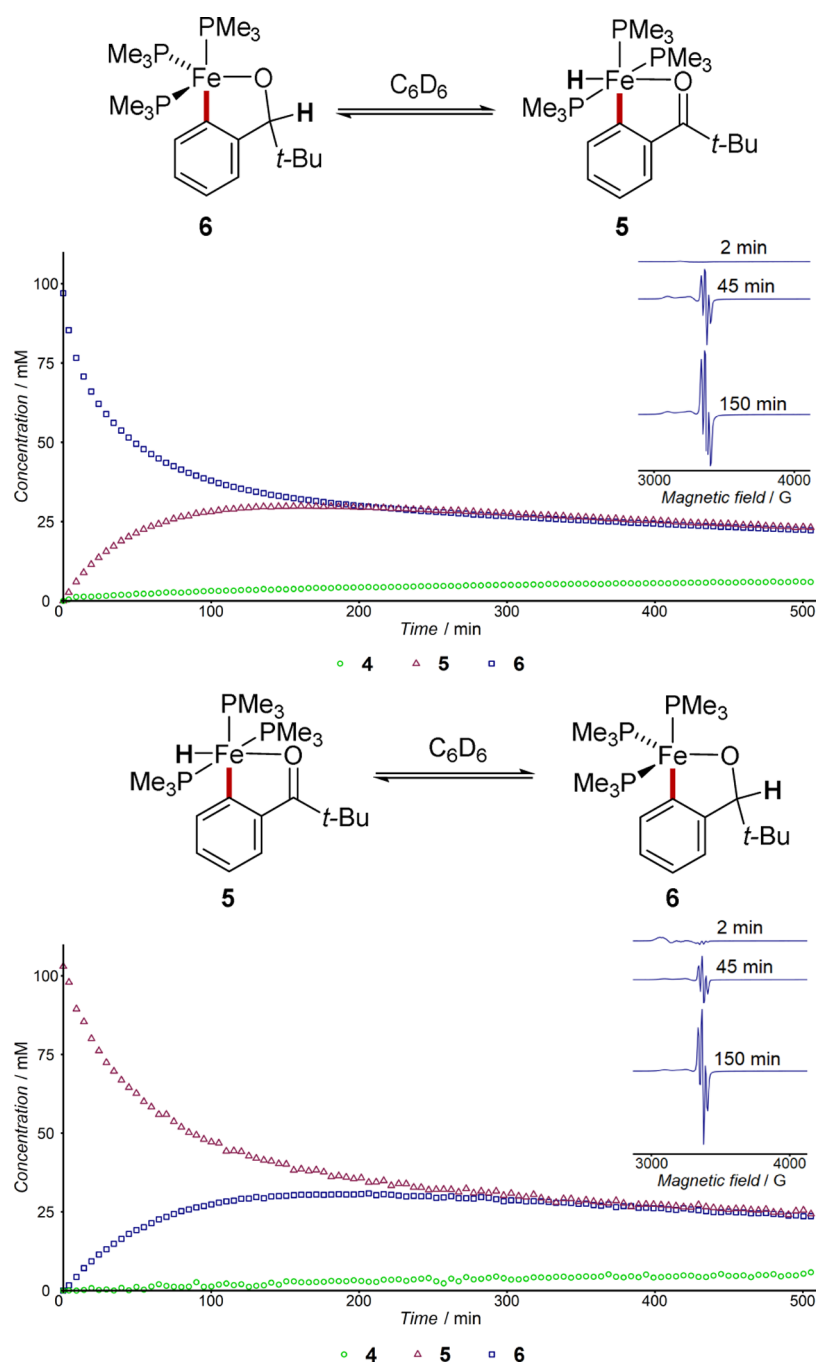 PMe₃
Me₃P
Fe
O
Me₃P
H
t-Bu
6
C₆D₆
PMe₃
H
Fe
PMe₃
O
Me₃P
t-Bu
5
Concentration / mM
100
75
50
25
0
0 100 200 300 400 500
Time / min
2 min
45 min
150 min
3000 4000
Magnetic field / G
4 5 6
PMe₃
H
Fe
PMe₃
O
Me₃P
t-Bu
5
C₆D₆
PMe₃
Me₃P
Fe
O
Me₃P
H
t-Bu
6
Concentration / mM
100
75
50
25
0
0 100 200 300 400 500
Time / min
2 min
45 min
150 min
3000 4000
Magnetic field / G
4 5 6